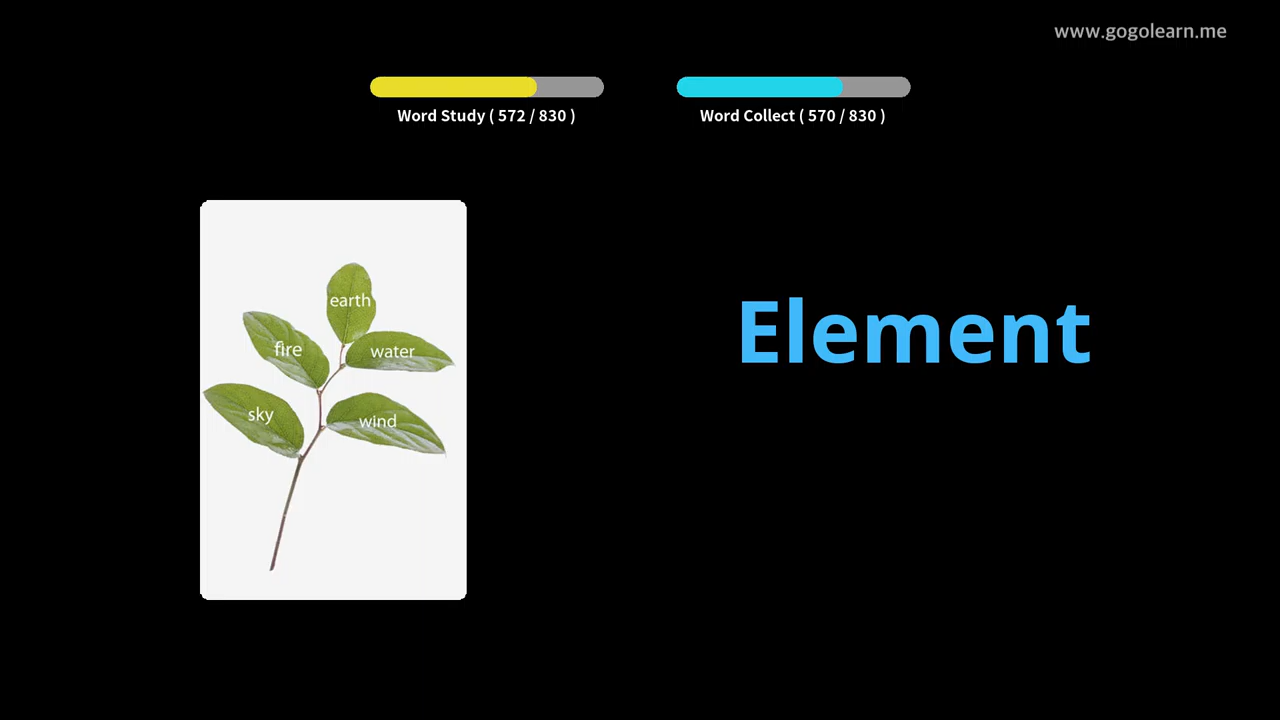 www.gogolearn.me
Word Study ( 572 / 830 )
Word Collect ( 570 / 830 )
earth
fire
water
sky
wind
Element